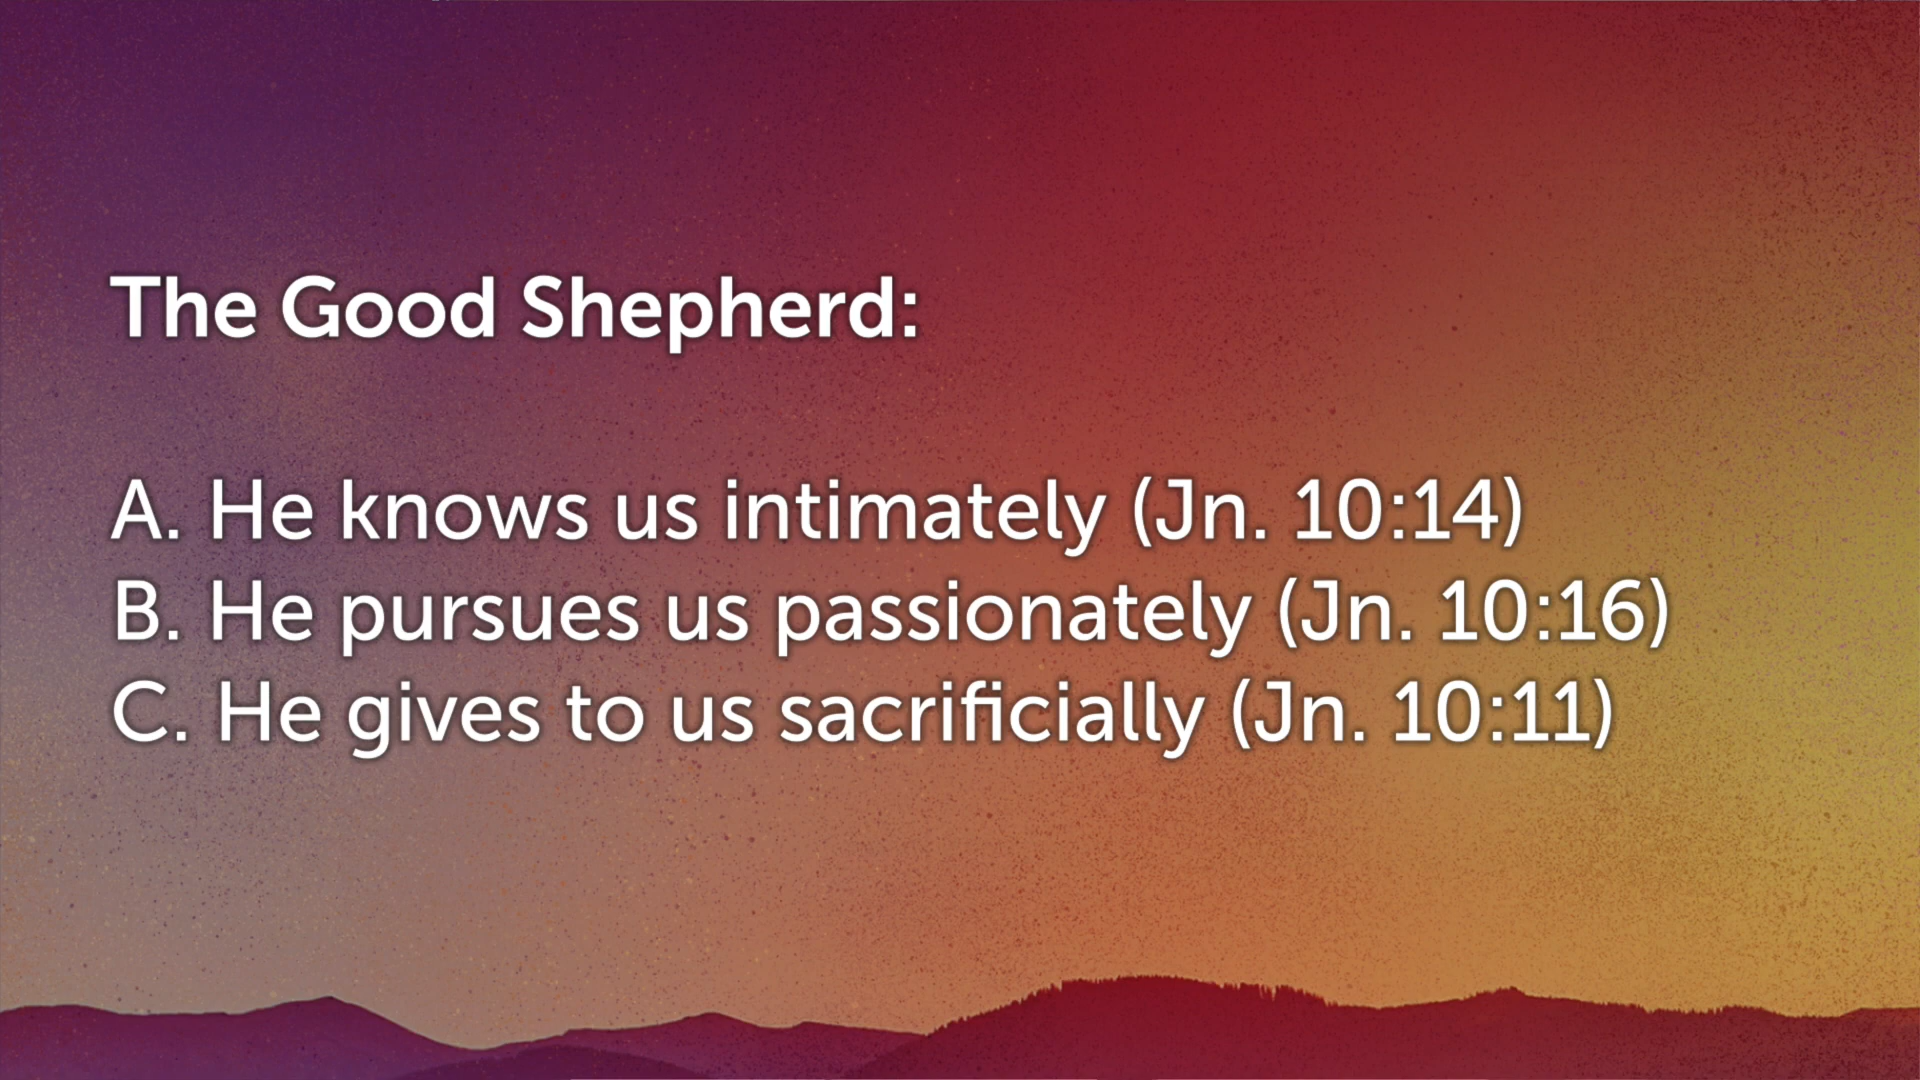 The Good Shepherd:
A. He knows us intimately (Jn. 10:14)
B. He pursues us passionately (Jn. 10:16)
C. He gives to us sacrificially (Jn. 10:11)